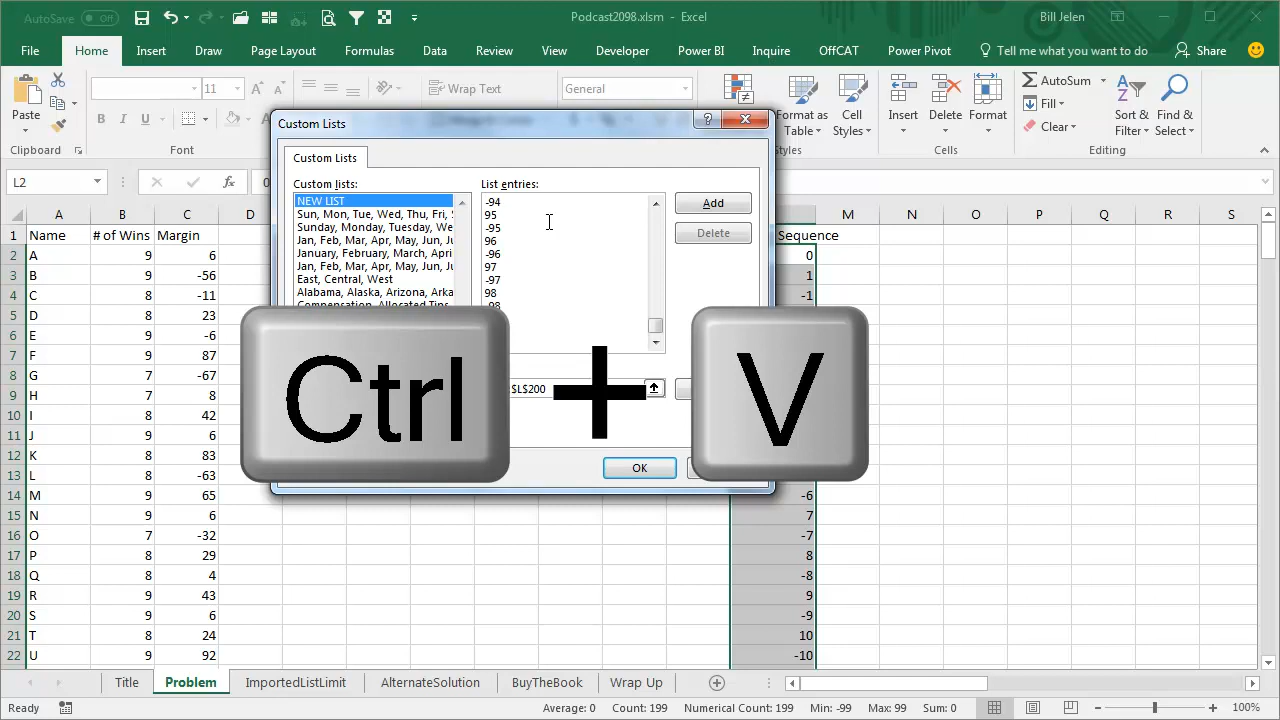 AutoSave Off
Podcast2098.xlsm - Excel
Bill Jelen
File Home Insert Draw Page Layout Formulas Data Review View Developer Power BI Inquire OffCAT Power Pivot Tell me what you want to do Share
Paste
11
B I U
Font
Wrap Text
General
Format as Table
Cell Styles
Styles
Insert
Delete
Format
Cells
AutoSum
Fill
Clear
Sort & Filter
Find & Select
Editing
L2
Custom Lists
Custom Lists
Custom lists:
NEW LIST
Sun, Mon, Tue, Wed, Thu, Fri,
Sunday, Monday, Tuesday, We
Jan, Feb, Mar, Apr, May, Jun, Ju
January, February, March, April
Jan, Feb, Mar, Apr, May, Jun, Ju
East, Central, West
Alabama, Alaska, Arizona, Arka
List entries:
-94
95
-95
96
-96
97
-97
98
-98
Add
Delete
$L$200
OK
Ctrl + V
A B C D M N O P Q R S
1 Name # of Wins Margin Sequence
2 A 9 6 0
3 B 9 -56 1
4 C 8 -11 -1
5 D 8 23
6 E 9 -6
7 F 9 87
8 G 7 -67
9 H 7 8
10 I 8 42
11 J 9 6
12 K 8 83
13 L 8 -63
14 M 9 65 -6
15 N 9 6 7
16 O 7 -32 -7
17 P 8 29 8
18 Q 8 4 -8
19 R 9 43 9
20 S 9 6 -9
21 T 8 24 10
22 U 9 92 -10
Title Problem ImportedListLimit AlternateSolution BuyTheBook Wrap Up
Ready
Average: 0 Count: 199 Numerical Count: 199 Min: -99 Max: 99 Sum: 0
100%